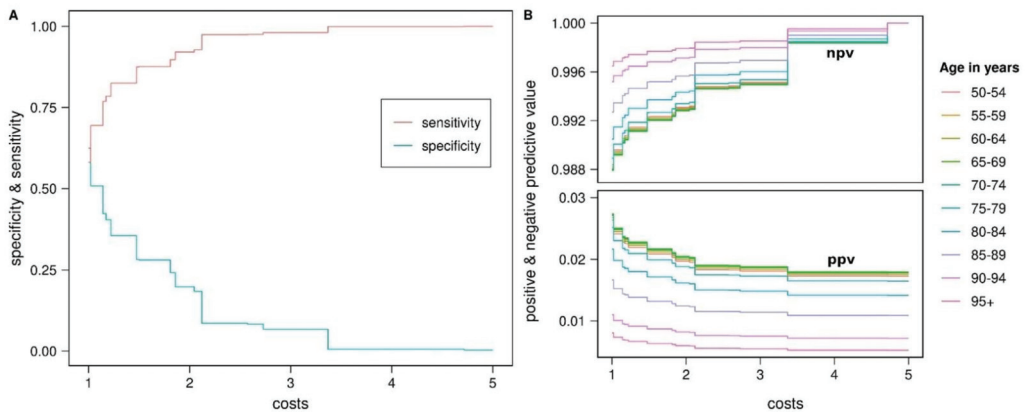 A
specificity & sensitivity
1.00
0.75
0.50
0.25
0.00
sensitivity
specificity
1
2
3
4
5
costs
B
positive & negative predictive value
1.000
0.996
0.992
0.988
npv
0.03
0.02
0.01
ppv
1
2
3
4
5
costs
Age in years
50-54
55-59
60-64
65-69
70-74
75-79
80-84
85-89
90-94
95+